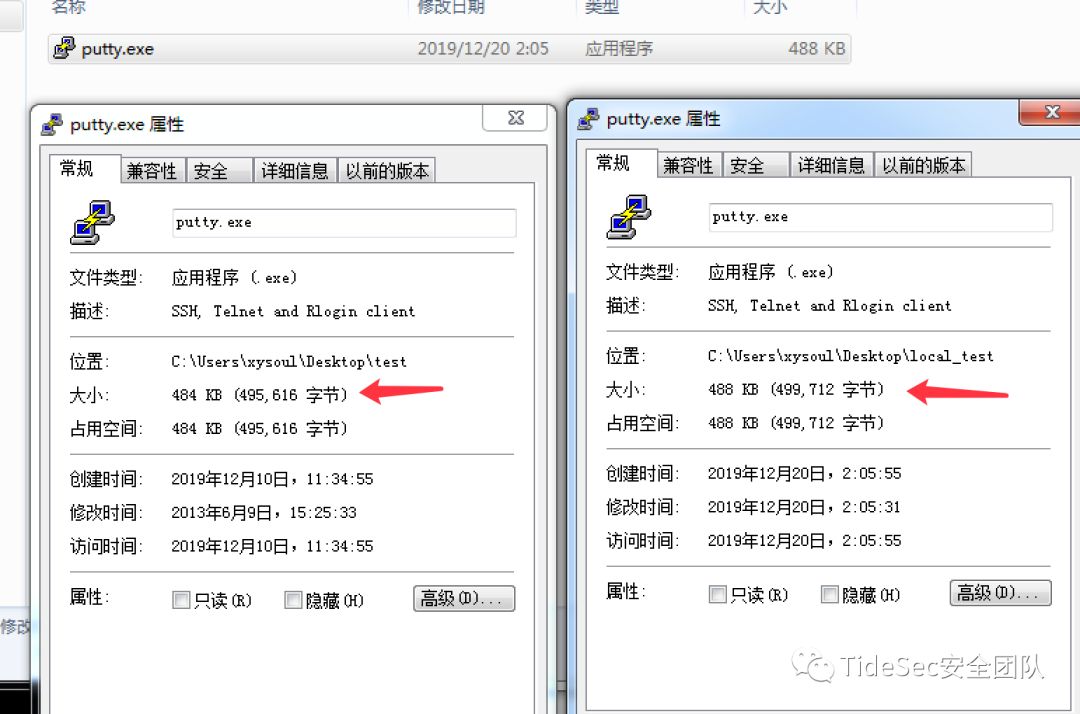 名称 修改日期 类型 大小
putty.exe 2019/12/20 2:05 应用程序 488 KB
putty.exe 属性
常规 兼容性 安全 详细信息 以前的版本
putty.exe
文件类型: 应用程序 (.exe)
描述: SSH, Telnet and Rlogin client
位置: C:\Users\xysoul\Desktop\test
大小: 484 KB (495,616 字节)
占用空间: 484 KB (495,616 字节)
创建时间: 2019年12月10日，11:34:55
修改时间: 2013年6月9日，15:25:33
访问时间: 2019年12月10日，11:34:55
属性: 只读(R) 隐藏(H) 高级(D)...
putty.exe 属性
常规 兼容性 安全 详细信息 以前的版本
putty.exe
文件类型: 应用程序 (.exe)
描述: SSH, Telnet and Rlogin client
位置: C:\Users\xysoul\Desktop\local_test
大小: 488 KB (499,712 字节)
占用空间: 488 KB (499,712 字节)
创建时间: 2019年12月20日，2:05:55
修改时间: 2019年12月20日，2:05:31
访问时间: 2019年12月20日，2:05:55
属性: 只读(R) 隐藏(H) 高级(D)...
修改
TideSec安全团队